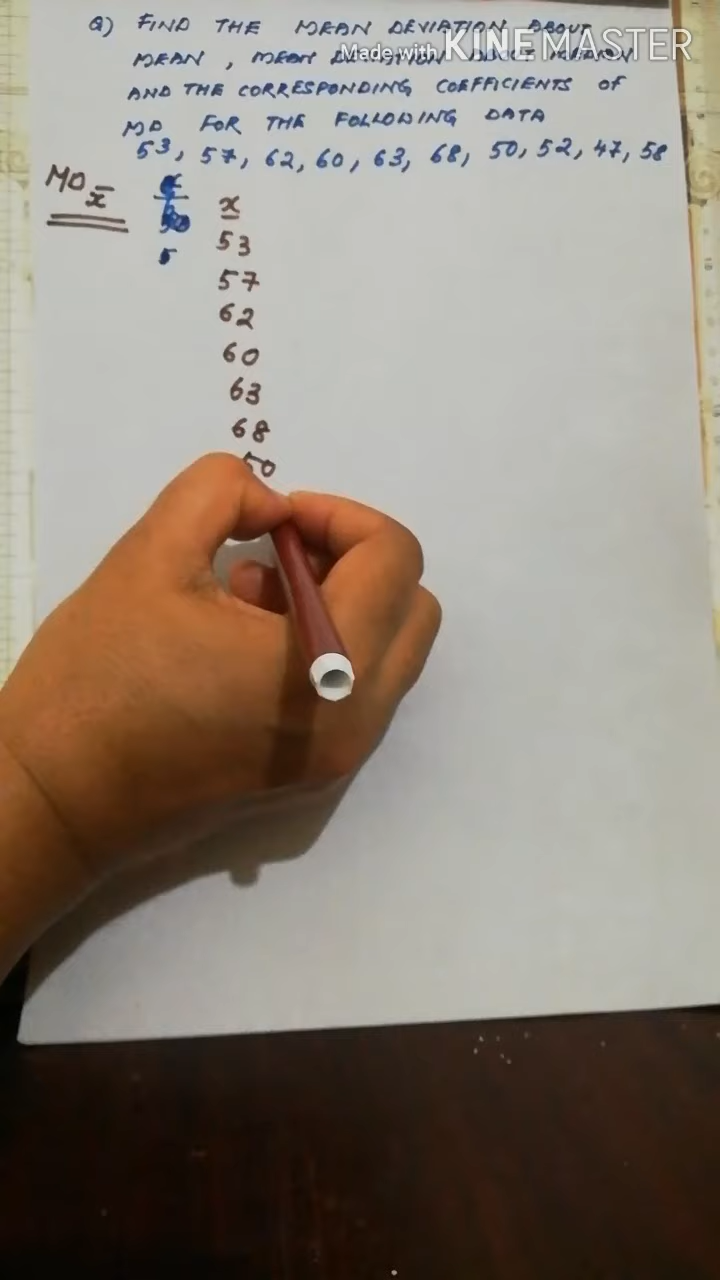 Q) FIND THE MEAN DEVIATION ABOUT
MEAN, MEAN DEVIATION ABOUT MEDIAN
Made with KINEMASTER
AND THE CORRESPONDING COEFFICIENTS OF
MD FOR THE FOLLOWING DATA
53, 57, 62, 60, 63, 68, 50, 52, 47, 58
MD x̄
x
53
5
57
62
60
63
68
50